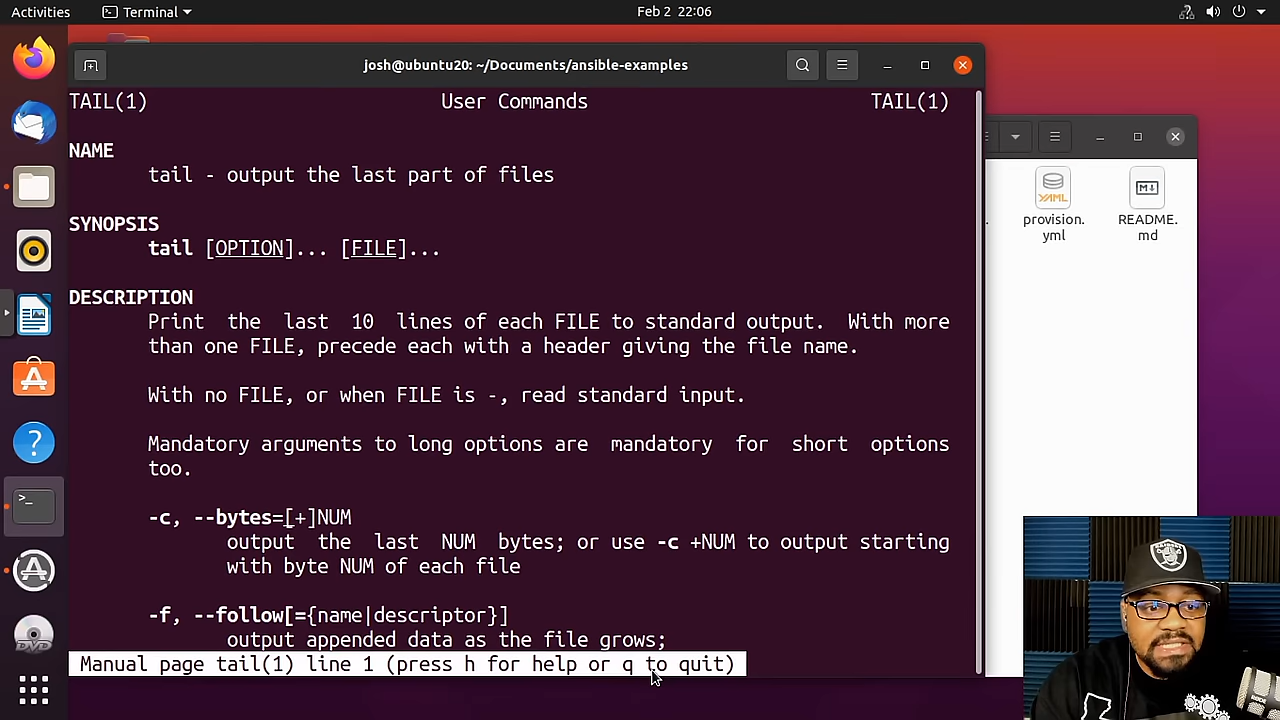 Activities
Terminal
Feb 2 22:06
josh@ubuntu20: ~/Documents/ansible-examples
TAIL(1) User Commands TAIL(1)
NAME
tail - output the last part of files
SYNOPSIS
tail [OPTION]... [FILE]...
DESCRIPTION
Print the last 10 lines of each FILE to standard output. With more
than one FILE, precede each with a header giving the file name.
With no FILE, or when FILE is -, read standard input.
Mandatory arguments to long options are mandatory for short options
too.
-c, --bytes=[+]NUM
output the last NUM bytes; or use -c +NUM to output starting
with byte NUM of each file
-f, --follow[={name|descriptor}]
output appended data as the file grows;
Manual page tail(1) line 1 (press h for help or q to quit)
YAML
provision.
yml
README.
md
DVD